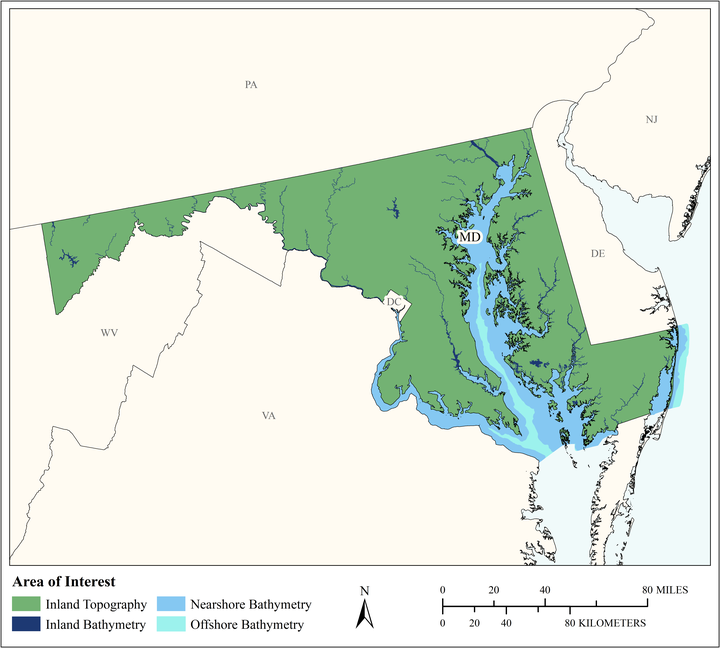 PA
NJ
MD
DE
DC
WV
VA
Area of Interest
Inland Topography
Nearshore Bathymetry
Inland Bathymetry
Offshore Bathymetry
N
0 20 40 80 MILES
0 20 40 80 KILOMETERS